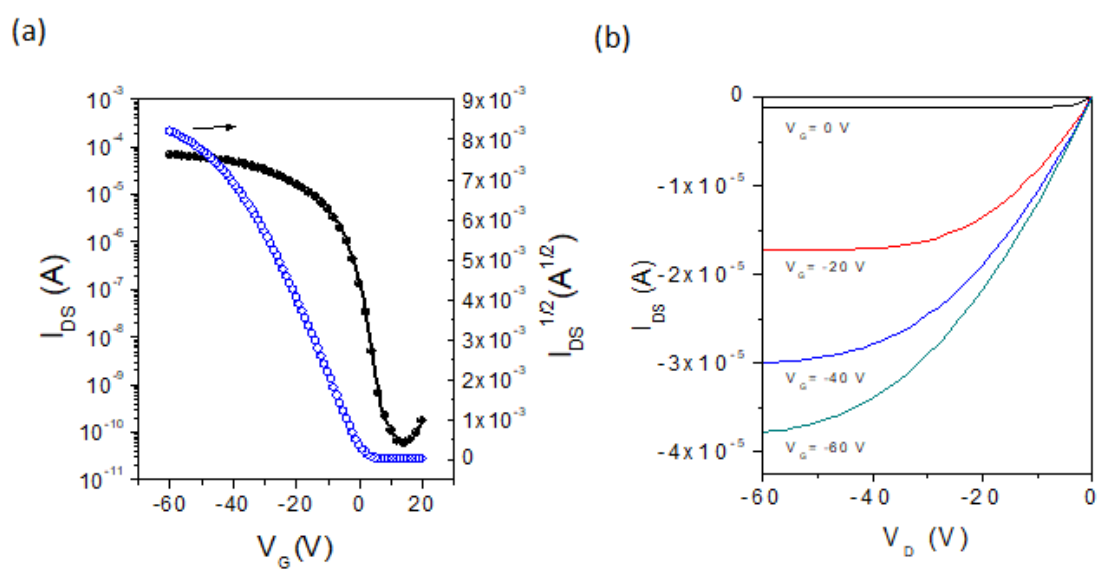 (a)
(b)
10⁻³
10⁻⁴
10⁻⁵
10⁻⁶
10⁻⁷
10⁻⁸
10⁻⁹
10⁻¹⁰
10⁻¹¹
I_DS (A)
-60 -40 -20 0 20
V_G (V)
9x10⁻³
8x10⁻³
7x10⁻³
6x10⁻³
5x10⁻³
4x10⁻³
3x10⁻³
2x10⁻³
1x10⁻³
0
I_DS^1/2 (A^1/2)
0
-1x10⁻⁵
-2x10⁻⁵
-3x10⁻⁵
-4x10⁻⁵
I_DS (A)
V_G= 0 V
V_G= -20 V
V_G= -40 V
V_G= -60 V
-60 -40 -20 0
V_D (V)